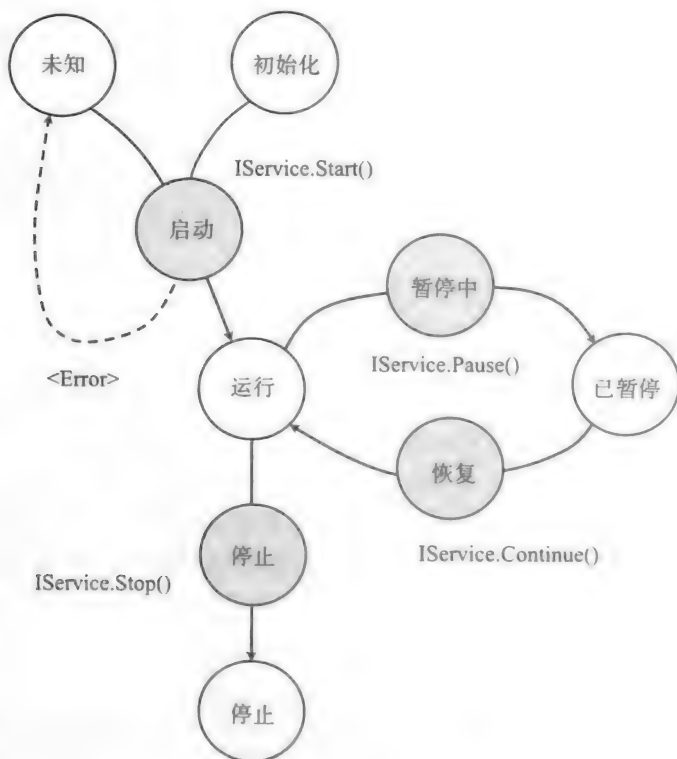 未知
初始化
IService.Start()
启动
暂停中
<Error>
运行
IService.Pause()
已暂停
恢复
IService.Continue()
停止
IService.Stop()
停止